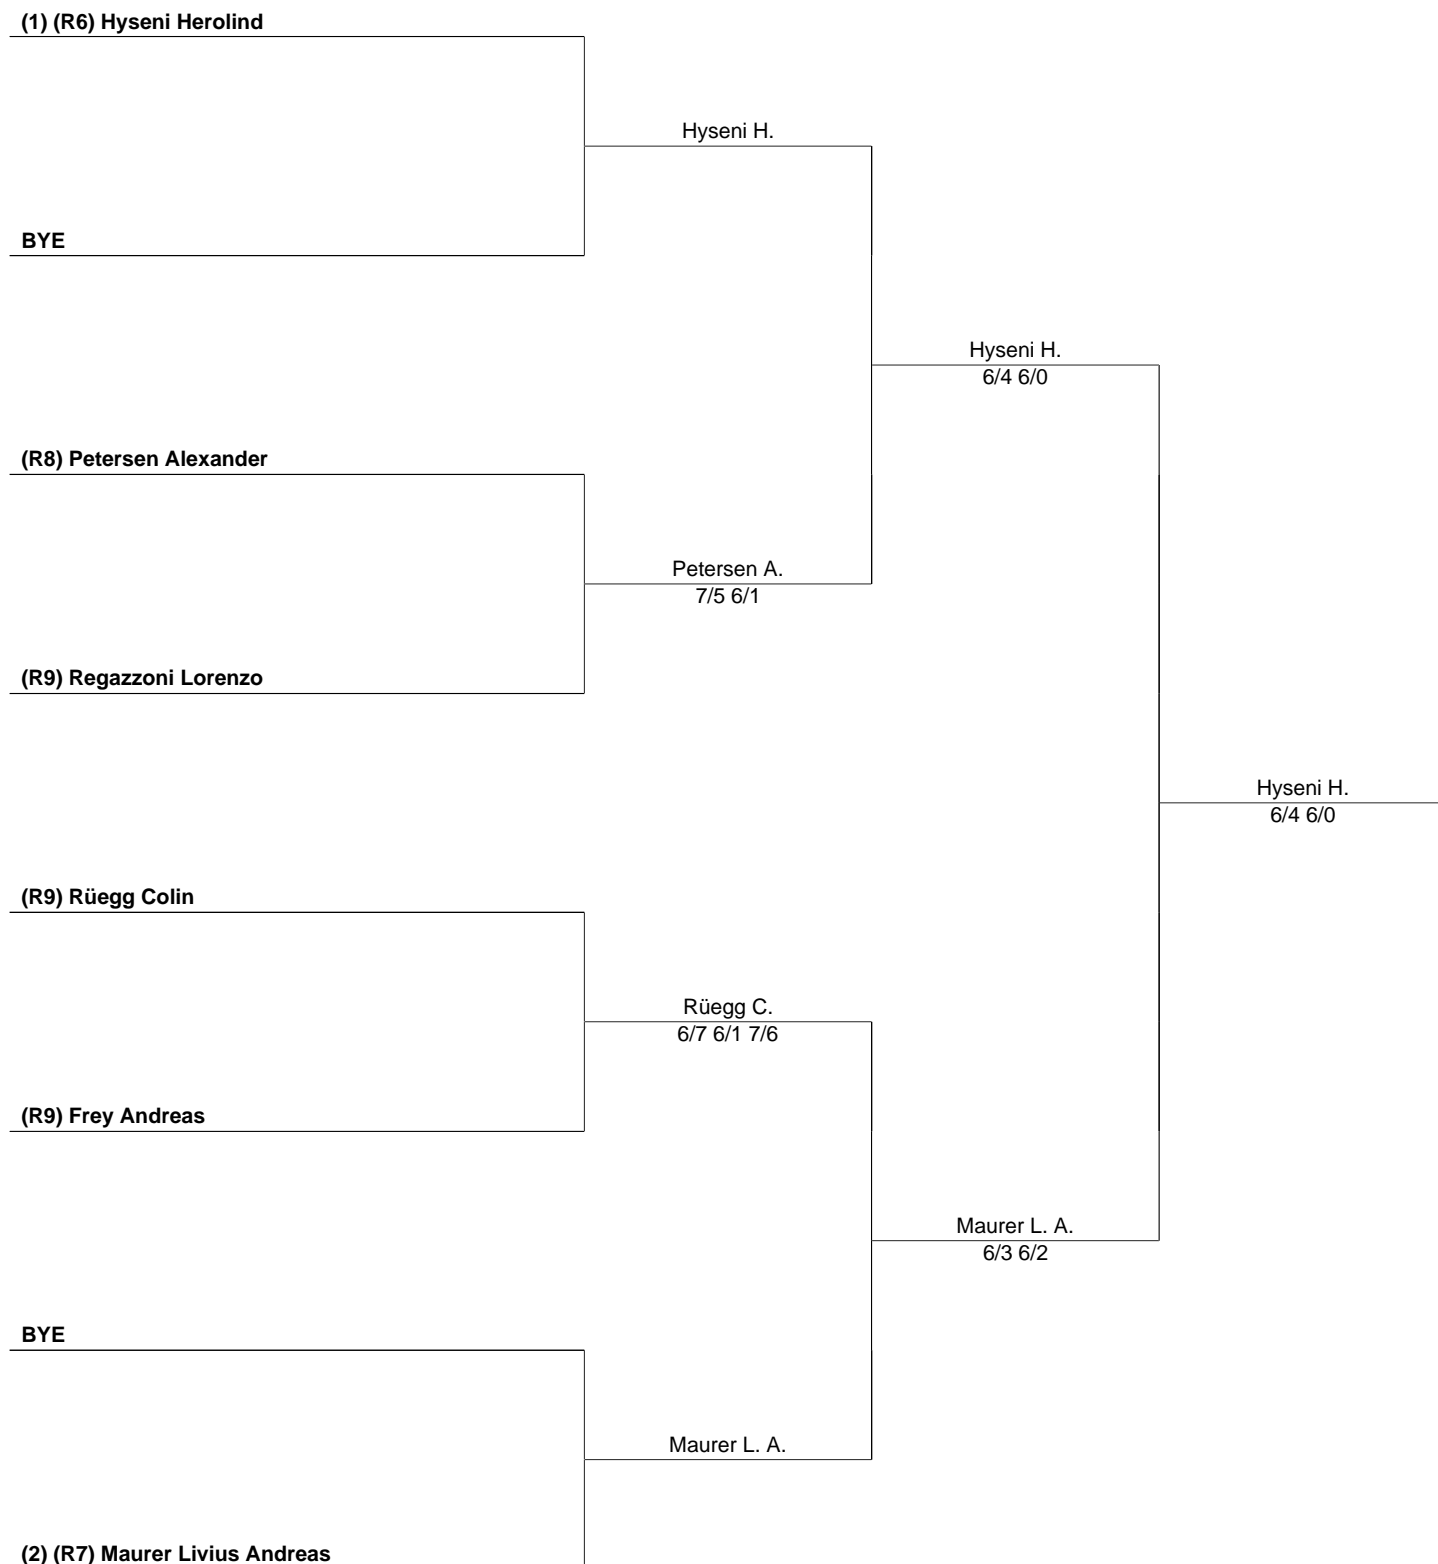 (1) (R6) Hyseni Herolind
Hyseni H.
BYE
Hyseni H.
6/4 6/0
(R8) Petersen Alexander
Petersen A.
7/5 6/1
(R9) Regazzoni Lorenzo
Hyseni H.
6/4 6/0
(R9) Rüegg Colin
Rüegg C.
6/7 6/1 7/6
(R9) Frey Andreas
Maurer L. A.
6/3 6/2
BYE
Maurer L. A.
(2) (R7) Maurer Livius Andreas